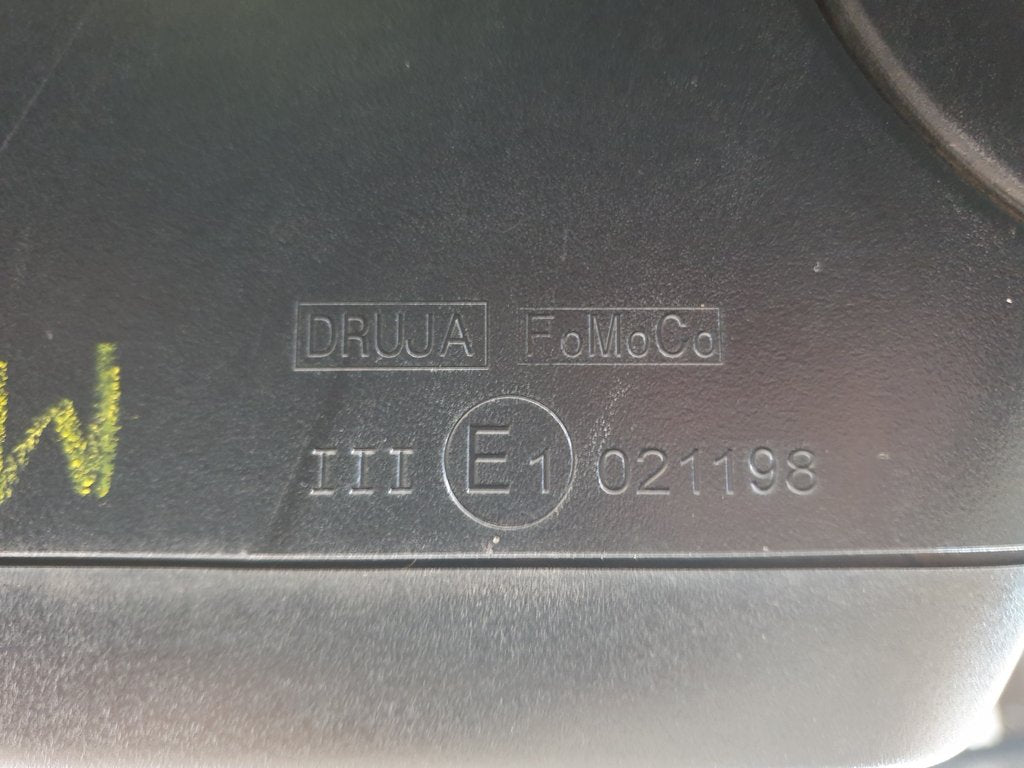 DRUJA FoMoCo
III E1 021198
W